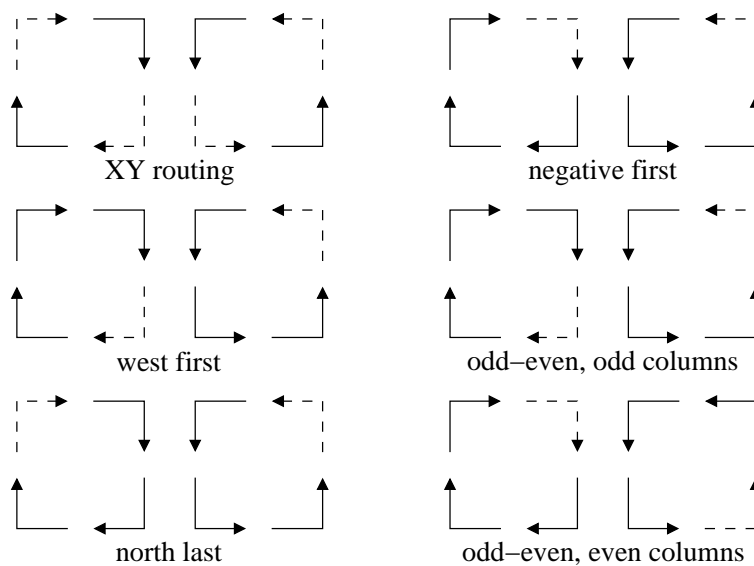 XY routing
negative first
west first
odd−even, odd columns
north last
odd−even, even columns